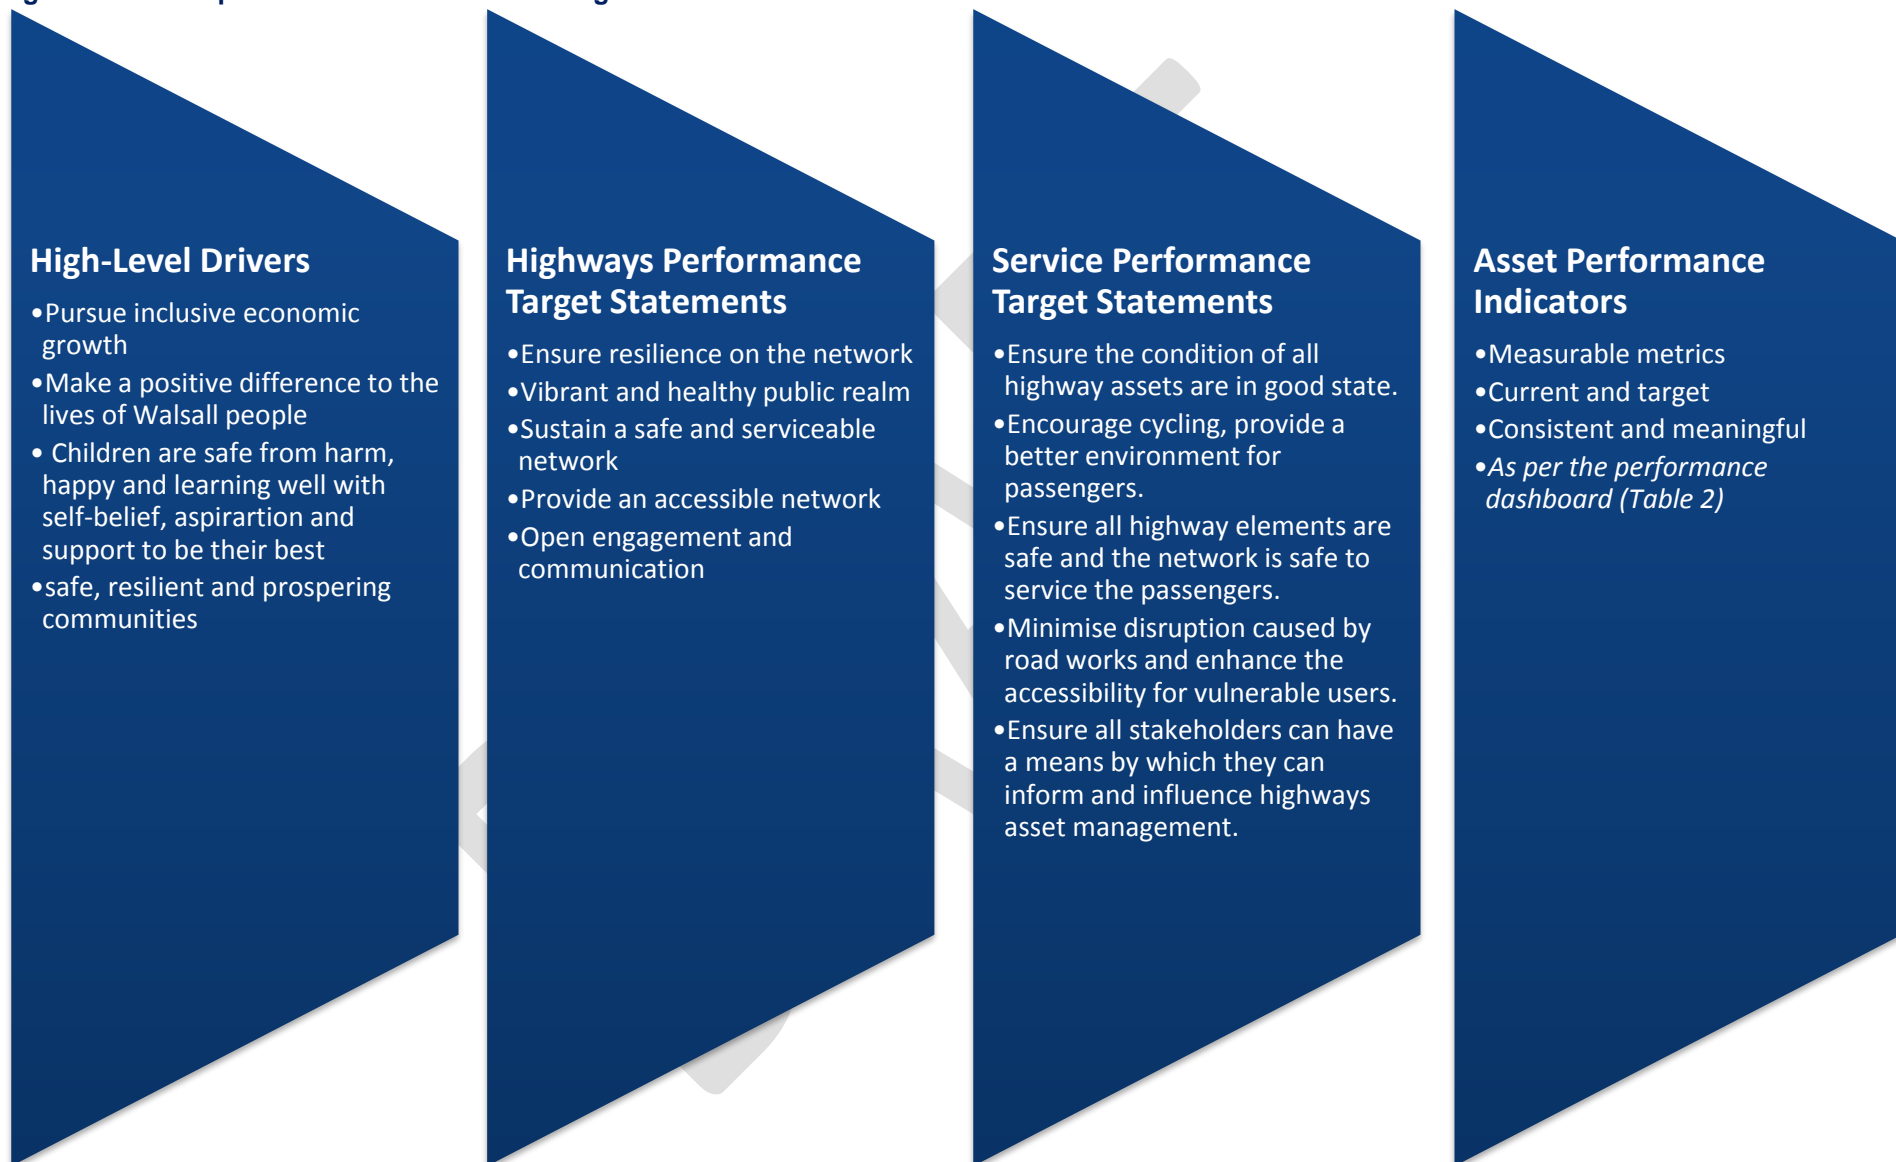 High-Level Drivers
•Pursue inclusive economic
growth
•Make a positive difference to the
lives of Walsall people
• Children are safe from harm,
happy and learning well with
self-belief, aspirartion and
support to be their best
•safe, resilient and prospering
communities
Highways Performance
Target Statements
•Ensure resilience on the network
•Vibrant and healthy public realm
•Sustain a safe and serviceable
network
•Provide an accessible network
•Open engagement and
communication
Service Performance
Target Statements
•Ensure the condition of all
highway assets are in good state.
•Encourage cycling, provide a
better environment for
passengers.
•Ensure all highway elements are
safe and the network is safe to
service the passengers.
•Minimise disruption caused by
road works and enhance the
accessibility for vulnerable users.
•Ensure all stakeholders can have
a means by which they can
inform and influence highways
asset management.
Asset Performance
Indicators
•Measurable metrics
•Current and target
•Consistent and meaningful
•As per the performance
dashboard (Table 2)